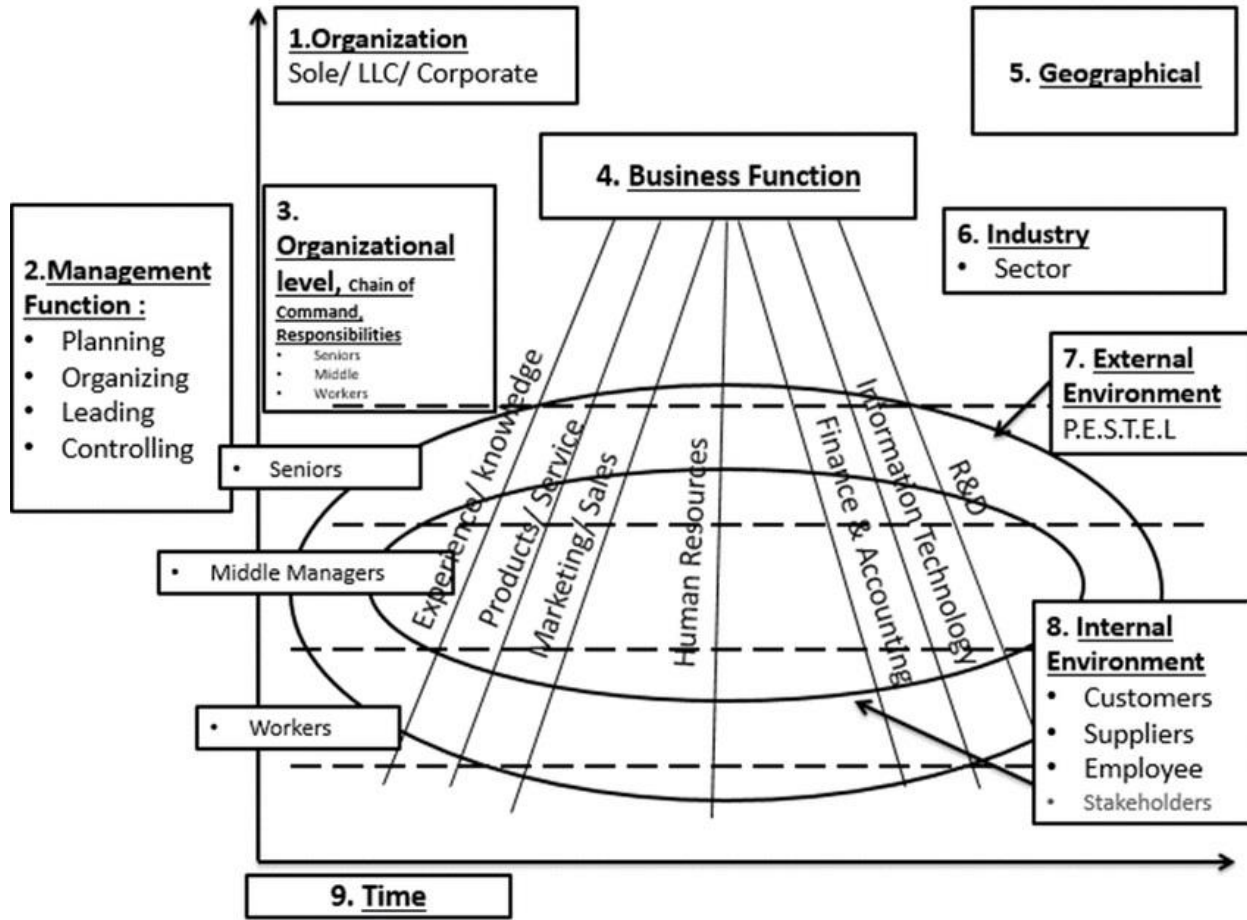 1.Organization
Sole/ LLC/ Corporate
5. Geographical
4. Business Function
2.Management
Function :
• Planning
• Organizing
• Leading
• Controlling
3.
Organizational
level, Chain of
Command,
Responsibilities
• Seniors
• Middle
• Workers
6. Industry
• Sector
7. External
Environment
P.E.S.T.E.L
• Seniors
• Middle Managers
• Workers
Experience/ knowledge
Products/ Service
Marketing/ Sales
Human Resources
Finance & Accounting
Information Technology
R&D
8. Internal
Environment
• Customers
• Suppliers
• Employee
• Stakeholders
9. Time